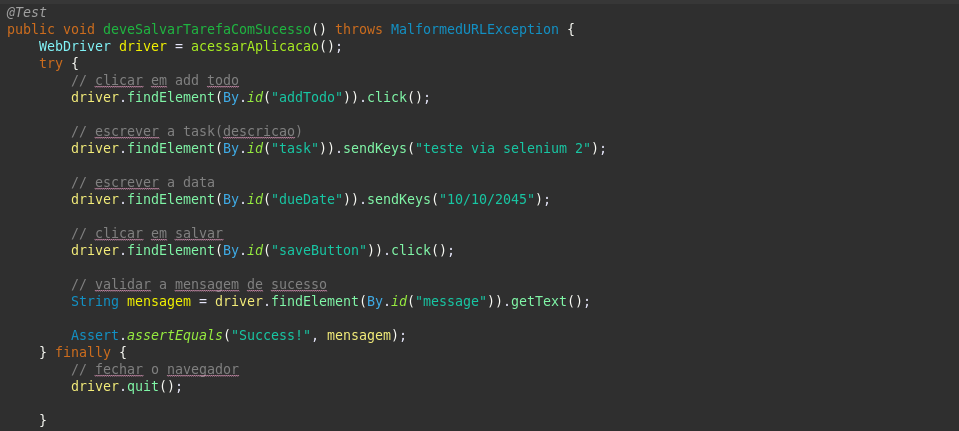 @Test
public void deveSalvarTarefaComSucesso() throws MalformedURLException {
    WebDriver driver = acessarAplicacao();
    try {
        // clicar em add todo
        driver.findElement(By.id("addTodo")).click();

        // escrever a task(descricao)
        driver.findElement(By.id("task")).sendKeys("teste via selenium 2");

        // escrever a data
        driver.findElement(By.id("dueDate")).sendKeys("10/10/2045");

        // clicar em salvar
        driver.findElement(By.id("saveButton")).click();

        // validar a mensagem de sucesso
        String mensagem = driver.findElement(By.id("message")).getText();

        Assert.assertEquals("Success!", mensagem);
    } finally {
        // fechar o navegador
        driver.quit();

    }